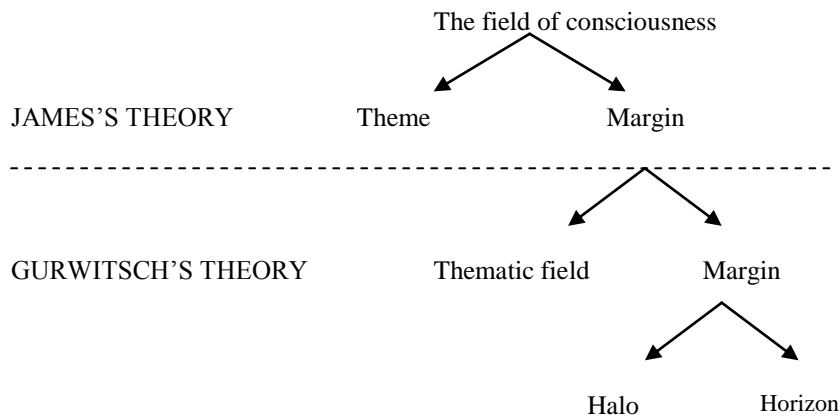 The field of consciousness
JAMES’S THEORY Theme Margin
GURWITSCH’S THEORY Thematic field Margin
Halo Horizon